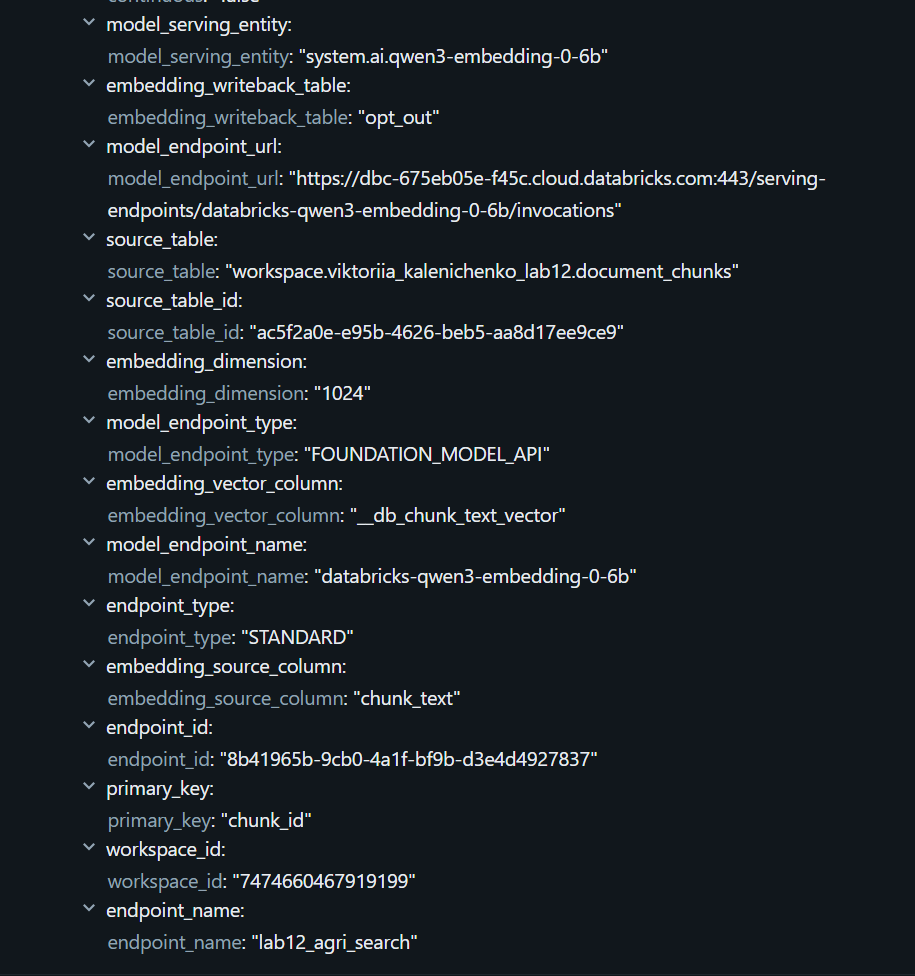 continuous: "false"
model_serving_entity:
model_serving_entity: "system.ai.qwen3-embedding-0-6b"
embedding_writeback_table:
embedding_writeback_table: "opt_out"
model_endpoint_url:
model_endpoint_url: "https://dbc-675eb05e-f45c.cloud.databricks.com:443/serving-
endpoints/databricks-qwen3-embedding-0-6b/invocations"
source_table:
source_table: "workspace.viktoriia_kalenichenko_lab12.document_chunks"
source_table_id:
source_table_id: "ac5f2a0e-e95b-4626-beb5-aa8d17ee9ce9"
embedding_dimension:
embedding_dimension: "1024"
model_endpoint_type:
model_endpoint_type: "FOUNDATION_MODEL_API"
embedding_vector_column:
embedding_vector_column: "__db_chunk_text_vector"
model_endpoint_name:
model_endpoint_name: "databricks-qwen3-embedding-0-6b"
endpoint_type:
endpoint_type: "STANDARD"
embedding_source_column:
embedding_source_column: "chunk_text"
endpoint_id:
endpoint_id: "8b41965b-9cb0-4a1f-bf9b-d3e4d4927837"
primary_key:
primary_key: "chunk_id"
workspace_id:
workspace_id: "7474660467919199"
endpoint_name:
endpoint_name: "lab12_agri_search"